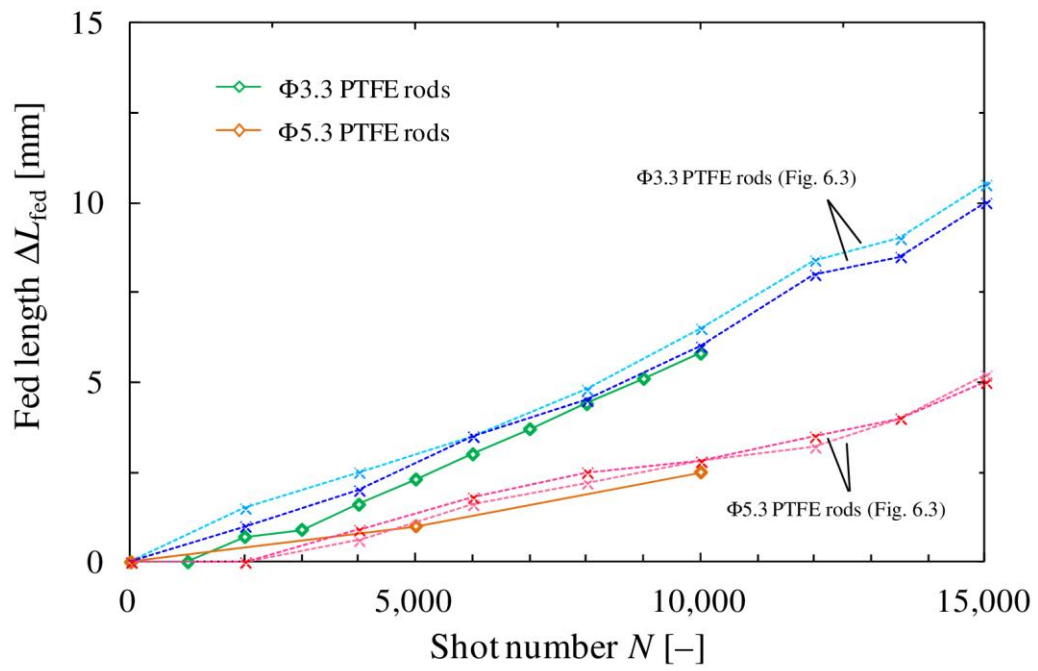 15
Φ3.3 PTFE rods
Φ5.3 PTFE rods
Φ3.3 PTFE rods (Fig. 6.3)
10
Fed length ΔL_fed [mm]
5
Φ5.3 PTFE rods (Fig. 6.3)
0
0 5,000 10,000 15,000
Shot number N [–]